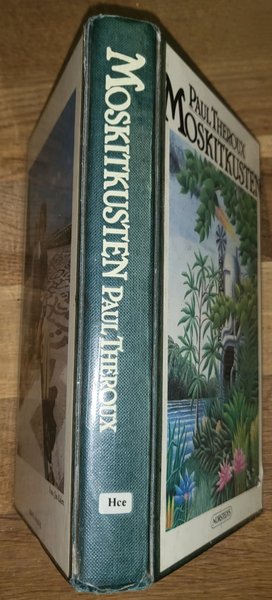 MOSKITKUSTEN PAUL THEROUX
Hce
PAUL THEROUX
MOSKITKUSTEN
NORSTEDTS